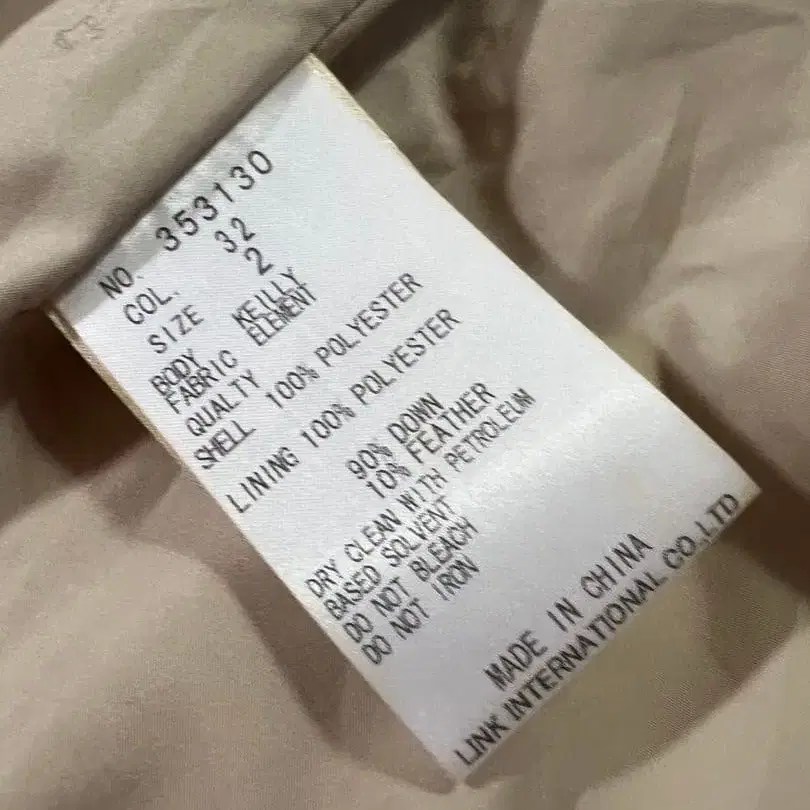 NO. 353130
COL. 32
SIZE 2
BODY KEILLY
FABRIC ELEMENT
QUALTY
SHELL 100% POLYESTER
LINING 100% POLYESTER
90% DOWN
10% FEATHER
DRY CLEAN WITH PETROLEUM
BASED SOLVENT
DO NOT BLEACH
DO NOT IRON
MADE IN CHINA
LINK INTERNATIONAL CO.,LTD